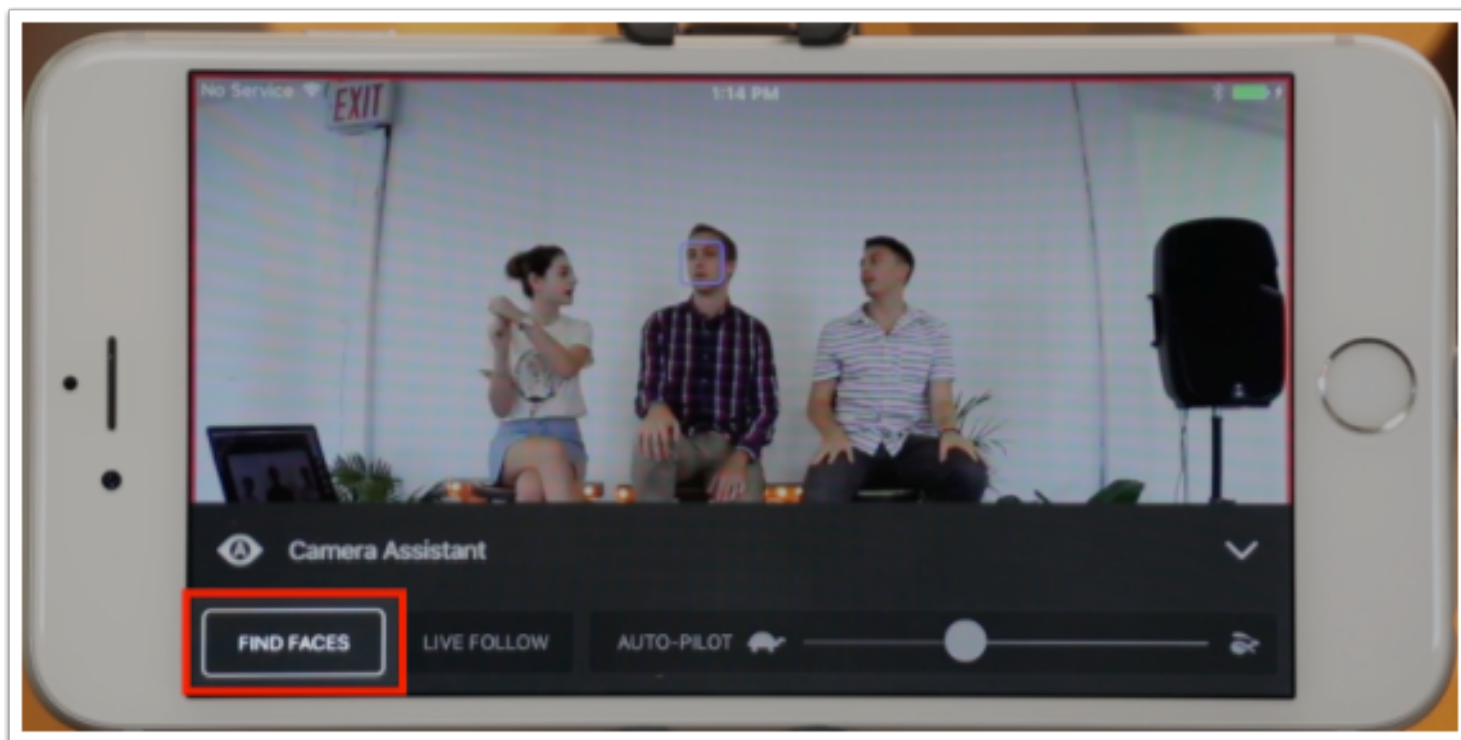 No Service
1:14 PM
EXIT
Camera Assistant
FIND FACES
LIVE FOLLOW
AUTO-PILOT